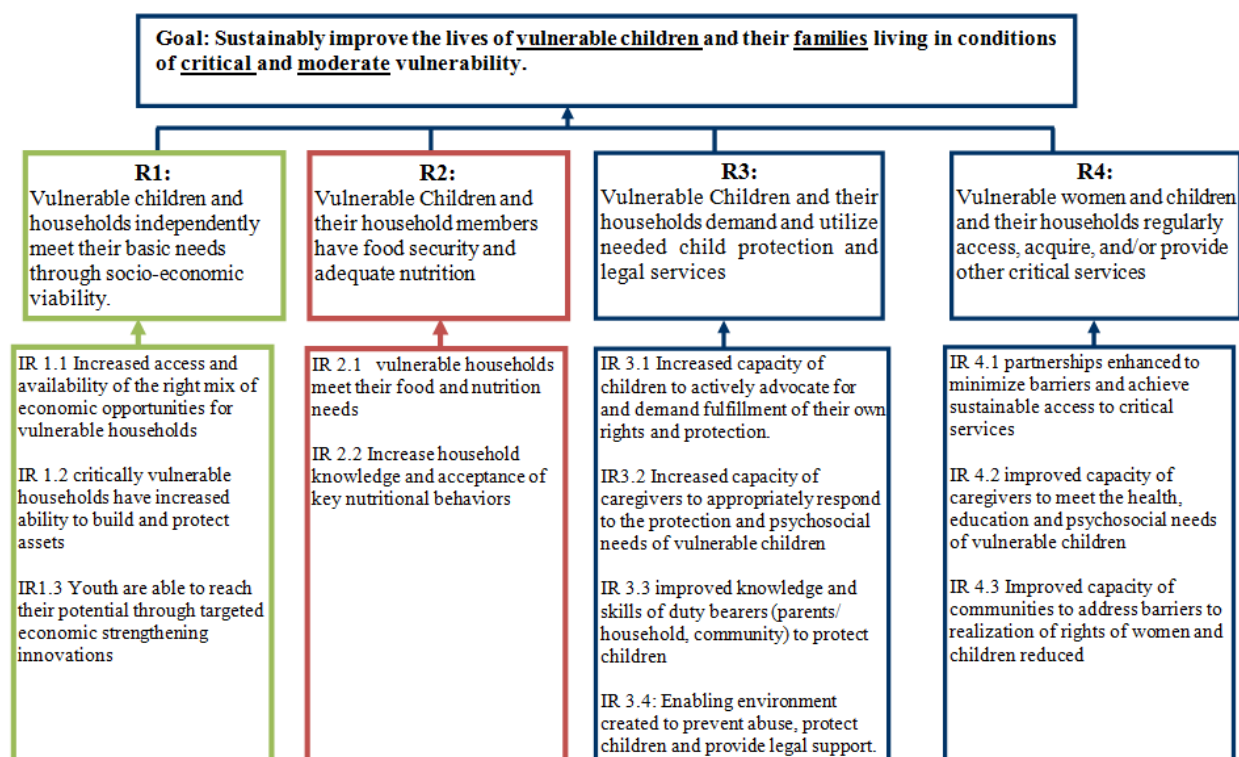 Goal: Sustainably improve the lives of vulnerable children and their families living in conditions
of critical and moderate vulnerability.
R1:
Vulnerable children and
households independently
meet their basic needs
through socio-economic
viability.
R2:
Vulnerable Children and
their household members
have food security and
adequate nutrition
R3:
Vulnerable Children and their
households demand and utilize
needed child protection and
legal services
R4:
Vulnerable women and children
and their households regularly
access, acquire, and/or provide
other critical services
IR 1.1 Increased access and
availability of the right mix of
economic opportunities for
vulnerable households
IR 1.2 critically vulnerable
households have increased
ability to build and protect
assets
IR1.3 Youth are able to reach
their potential through targeted
economic strengthening
innovations
IR 2.1 vulnerable households
meet their food and nutrition
needs
IR 2.2 Increase household
knowledge and acceptance of
key nutritional behaviors
IR 3.1 Increased capacity of
children to actively advocate for
and demand fulfillment of their own
rights and protection.
IR3.2 Increased capacity of
caregivers to appropriately respond
to the protection and psychosocial
needs of vulnerable children
IR 3.3 improved knowledge and
skills of duty bearers (parents/
household, community) to protect
children
IR 3.4: Enabling environment
created to prevent abuse, protect
children and provide legal support.
IR 4.1 partnerships enhanced to
minimize barriers and achieve
sustainable access to critical
services
IR 4.2 improved capacity of
caregivers to meet the health,
education and psychosocial needs
of vulnerable children
IR 4.3 Improved capacity of
communities to address barriers to
realization of rights of women and
children reduced